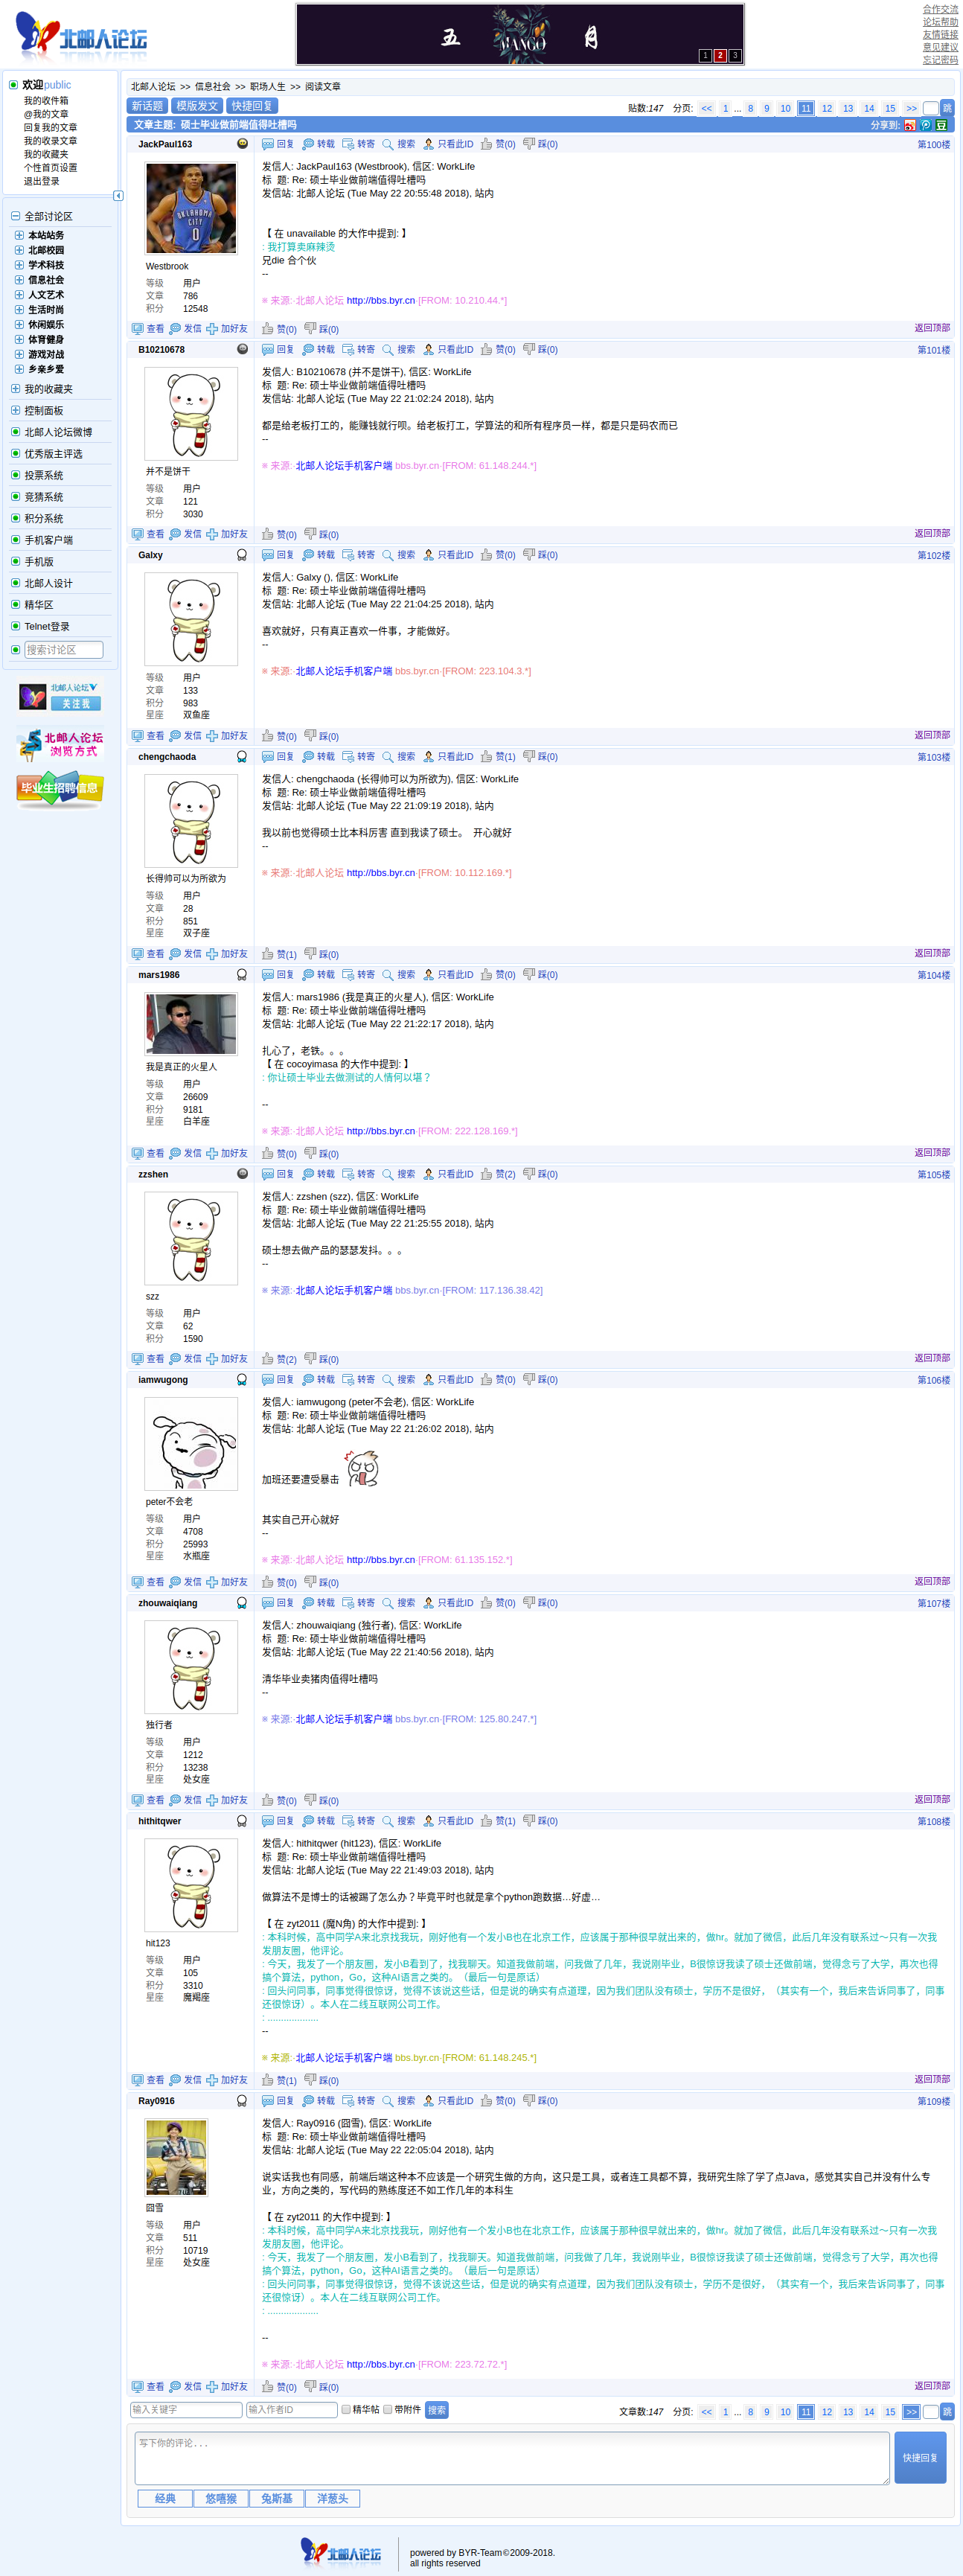 北邮人论坛
五 MANGO 月
1 2 3
合作交流
论坛帮助
友情链接
意见建议
忘记密码
欢迎public
我的收件箱
@我的文章
回复我的文章
我的收录文章
我的收藏夹
个性首页设置
退出登录
全部讨论区
本站站务
北邮校园
学术科技
信息社会
人文艺术
生活时尚
休闲娱乐
体育健身
游戏对战
乡亲乡爱
我的收藏夹
控制面板
北邮人论坛微博
优秀版主评选
投票系统
竞猜系统
积分系统
手机客户端
手机版
北邮人设计
精华区
Telnet登录
搜索讨论区
北邮人论坛
关注我
北邮人论坛
浏览方式
毕业生招聘信息
北邮人论坛 >> 信息社会 >> 职场人生 >> 阅读文章
新话题 模版发文 快捷回复
贴数:147 分页: << 1 ... 8 9 10 11 12 13 14 15 >> 跳
文章主题: 硕士毕业做前端值得吐槽吗
分享到: 豆
JackPaul163
回复 转载 转寄 搜索 只看此ID 赞(0) 踩(0) 第100楼
Westbrook
等级 用户
文章 786
积分 12548
发信人: JackPaul163 (Westbrook), 信区: WorkLife
标 题: Re: 硕士毕业做前端值得吐槽吗
发信站: 北邮人论坛 (Tue May 22 20:55:48 2018), 站内
【 在 unavailable 的大作中提到: 】
: 我打算卖麻辣烫
兄die 合个伙
--
※ 来源:·北邮人论坛 http://bbs.byr.cn·[FROM: 10.210.44.*]
查看 发信 加好友 赞(0) 踩(0) 返回顶部
B10210678
回复 转载 转寄 搜索 只看此ID 赞(0) 踩(0) 第101楼
并不是饼干
等级 用户
文章 121
积分 3030
发信人: B10210678 (并不是饼干), 信区: WorkLife
标 题: Re: 硕士毕业做前端值得吐槽吗
发信站: 北邮人论坛 (Tue May 22 21:02:24 2018), 站内
都是给老板打工的，能赚钱就行呗。给老板打工，学算法的和所有程序员一样，都是只是码农而已
--
※ 来源:·北邮人论坛手机客户端 bbs.byr.cn·[FROM: 61.148.244.*]
查看 发信 加好友 赞(0) 踩(0) 返回顶部
Galxy
回复 转载 转寄 搜索 只看此ID 赞(0) 踩(0) 第102楼
等级 用户
文章 133
积分 983
星座 双鱼座
发信人: Galxy (), 信区: WorkLife
标 题: Re: 硕士毕业做前端值得吐槽吗
发信站: 北邮人论坛 (Tue May 22 21:04:25 2018), 站内
喜欢就好，只有真正喜欢一件事，才能做好。
--
※ 来源:·北邮人论坛手机客户端 bbs.byr.cn·[FROM: 223.104.3.*]
查看 发信 加好友 赞(0) 踩(0) 返回顶部
chengchaoda
回复 转载 转寄 搜索 只看此ID 赞(1) 踩(0) 第103楼
长得帅可以为所欲为
等级 用户
文章 28
积分 851
星座 双子座
发信人: chengchaoda (长得帅可以为所欲为), 信区: WorkLife
标 题: Re: 硕士毕业做前端值得吐槽吗
发信站: 北邮人论坛 (Tue May 22 21:09:19 2018), 站内
我以前也觉得硕士比本科厉害 直到我读了硕士。 开心就好
--
※ 来源:·北邮人论坛 http://bbs.byr.cn·[FROM: 10.112.169.*]
查看 发信 加好友 赞(1) 踩(0) 返回顶部
mars1986
回复 转载 转寄 搜索 只看此ID 赞(0) 踩(0) 第104楼
我是真正的火星人
等级 用户
文章 26609
积分 9181
星座 白羊座
发信人: mars1986 (我是真正的火星人), 信区: WorkLife
标 题: Re: 硕士毕业做前端值得吐槽吗
发信站: 北邮人论坛 (Tue May 22 21:22:17 2018), 站内
扎心了，老铁。。。
【 在 cocoyimasa 的大作中提到: 】
: 你让硕士毕业去做测试的人情何以堪？
--
※ 来源:·北邮人论坛 http://bbs.byr.cn·[FROM: 222.128.169.*]
查看 发信 加好友 赞(0) 踩(0) 返回顶部
zzshen
回复 转载 转寄 搜索 只看此ID 赞(2) 踩(0) 第105楼
szz
等级 用户
文章 62
积分 1590
发信人: zzshen (szz), 信区: WorkLife
标 题: Re: 硕士毕业做前端值得吐槽吗
发信站: 北邮人论坛 (Tue May 22 21:25:55 2018), 站内
硕士想去做产品的瑟瑟发抖。。。
--
※ 来源:·北邮人论坛手机客户端 bbs.byr.cn·[FROM: 117.136.38.42]
查看 发信 加好友 赞(2) 踩(0) 返回顶部
iamwugong
回复 转载 转寄 搜索 只看此ID 赞(0) 踩(0) 第106楼
peter不会老
等级 用户
文章 4708
积分 25993
星座 水瓶座
发信人: iamwugong (peter不会老), 信区: WorkLife
标 题: Re: 硕士毕业做前端值得吐槽吗
发信站: 北邮人论坛 (Tue May 22 21:26:02 2018), 站内
加班还要遭受暴击
其实自己开心就好
--
※ 来源:·北邮人论坛 http://bbs.byr.cn·[FROM: 61.135.152.*]
查看 发信 加好友 赞(0) 踩(0) 返回顶部
zhouwaiqiang
回复 转载 转寄 搜索 只看此ID 赞(0) 踩(0) 第107楼
独行者
等级 用户
文章 1212
积分 13238
星座 处女座
发信人: zhouwaiqiang (独行者), 信区: WorkLife
标 题: Re: 硕士毕业做前端值得吐槽吗
发信站: 北邮人论坛 (Tue May 22 21:40:56 2018), 站内
清华毕业卖猪肉值得吐槽吗
--
※ 来源:·北邮人论坛手机客户端 bbs.byr.cn·[FROM: 125.80.247.*]
查看 发信 加好友 赞(0) 踩(0) 返回顶部
hithitqwer
回复 转载 转寄 搜索 只看此ID 赞(1) 踩(0) 第108楼
hit123
等级 用户
文章 105
积分 3310
星座 魔羯座
发信人: hithitqwer (hit123), 信区: WorkLife
标 题: Re: 硕士毕业做前端值得吐槽吗
发信站: 北邮人论坛 (Tue May 22 21:49:03 2018), 站内
做算法不是博士的话被踢了怎么办？毕竟平时也就是拿个python跑数据…好虚…
【 在 zyt2011 (魔N角) 的大作中提到: 】
: 本科时候，高中同学A来北京找我玩，刚好他有一个发小B也在北京工作，应该属于那种很早就出来的，做hr。就加了微信，此后几年没有联系过～只有一次我
发朋友圈，他评论。
: 今天，我发了一个朋友圈，发小B看到了，找我聊天。知道我做前端，问我做了几年，我说刚毕业，B很惊讶我读了硕士还做前端，觉得念亏了大学，再次也得
搞个算法，python，Go，这种AI语言之类的。（最后一句是原话）
: 回头问同事，同事觉得很惊讶，觉得不该说这些话，但是说的确实有点道理，因为我们团队没有硕士，学历不是很好，（其实有一个，我后来告诉同事了，同事
还很惊讶）。本人在二线互联网公司工作。
: ...................
--
※ 来源:·北邮人论坛手机客户端 bbs.byr.cn·[FROM: 61.148.245.*]
查看 发信 加好友 赞(1) 踩(0) 返回顶部
Ray0916
回复 转载 转寄 搜索 只看此ID 赞(0) 踩(0) 第109楼
囧雪
等级 用户
文章 511
积分 10719
星座 处女座
发信人: Ray0916 (囧雪), 信区: WorkLife
标 题: Re: 硕士毕业做前端值得吐槽吗
发信站: 北邮人论坛 (Tue May 22 22:05:04 2018), 站内
说实话我也有同感，前端后端这种本不应该是一个研究生做的方向，这只是工具，或者连工具都不算，我研究生除了学了点Java，感觉其实自己并没有什么专
业，方向之类的，写代码的熟练度还不如工作几年的本科生
【 在 zyt2011 的大作中提到: 】
: 本科时候，高中同学A来北京找我玩，刚好他有一个发小B也在北京工作，应该属于那种很早就出来的，做hr。就加了微信，此后几年没有联系过～只有一次我
发朋友圈，他评论。
: 今天，我发了一个朋友圈，发小B看到了，找我聊天。知道我做前端，问我做了几年，我说刚毕业，B很惊讶我读了硕士还做前端，觉得念亏了大学，再次也得
搞个算法，python，Go，这种AI语言之类的。（最后一句是原话）
: 回头问同事，同事觉得很惊讶，觉得不该说这些话，但是说的确实有点道理，因为我们团队没有硕士，学历不是很好，（其实有一个，我后来告诉同事了，同事
还很惊讶）。本人在二线互联网公司工作。
: ...................
--
※ 来源:·北邮人论坛 http://bbs.byr.cn·[FROM: 223.72.72.*]
查看 发信 加好友 赞(0) 踩(0) 返回顶部
输入关键字 输入作者ID 精华帖 带附件 搜索
文章数:147 分页: << 1 ... 8 9 10 11 12 13 14 15 >> 跳
写下你的评论...
快捷回复
经典 悠嘻猴 兔斯基 洋葱头
北邮人论坛
powered by BYR-Team©2009-2018.
all rights reserved